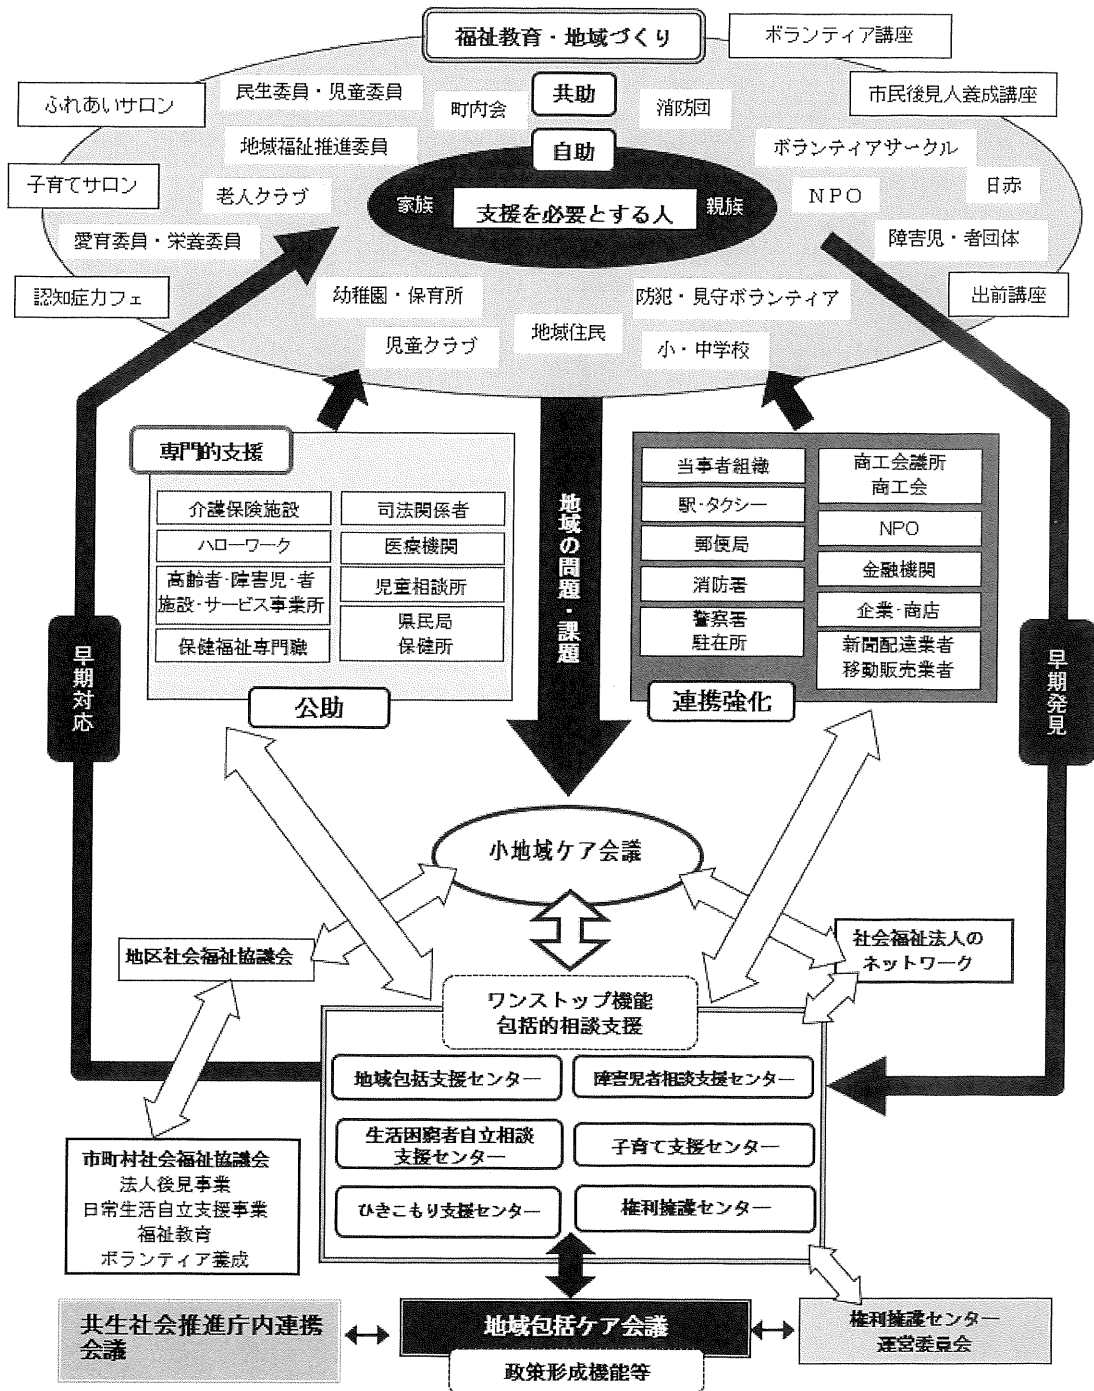 福祉教育・地域づくり
ボランティア講座
ふれあいサロン
民生委員・児童委員
町内会
共助
消防団
市民後見人養成講座
地域福祉推進委員
自助
ボランティアサークル
子育てサロン
老人クラブ
家族
支援を必要とする人
親族
NPO
日赤
愛育委員・栄養委員
障害児・者団体
認知症カフェ
幼稚園・保育所
防犯・見守ボランティア
出前講座
児童クラブ
地域住民
小・中学校
専門的支援
介護保険施設
司法関係者
ハローワーク
医療機関
高齢者・障害児・者
施設・サービス事業所
児童相談所
保健福祉専門職
県民局
保健所
公助
地域の問題・課題
当事者組織
商工会議所
商工会
駅・タクシー
NPO
郵便局
金融機関
消防署
企業・商店
警察署
駐在所
新聞配達業者
移動販売業者
連携強化
早期対応
早期発見
小地域ケア会議
地区社会福祉協議会
社会福祉法人の
ネットワーク
ワンストップ機能
包括的相談支援
地域包括支援センター
障害児者相談支援センター
生活困窮者自立相談
支援センター
子育て支援センター
ひきこもり支援センター
権利擁護センター
市町村社会福祉協議会
法人後見事業
日常生活自立支援事業
福祉教育
ボランティア養成
共生社会推進庁内連携
会議
地域包括ケア会議
政策形成機能等
権利擁護センター
運営委員会